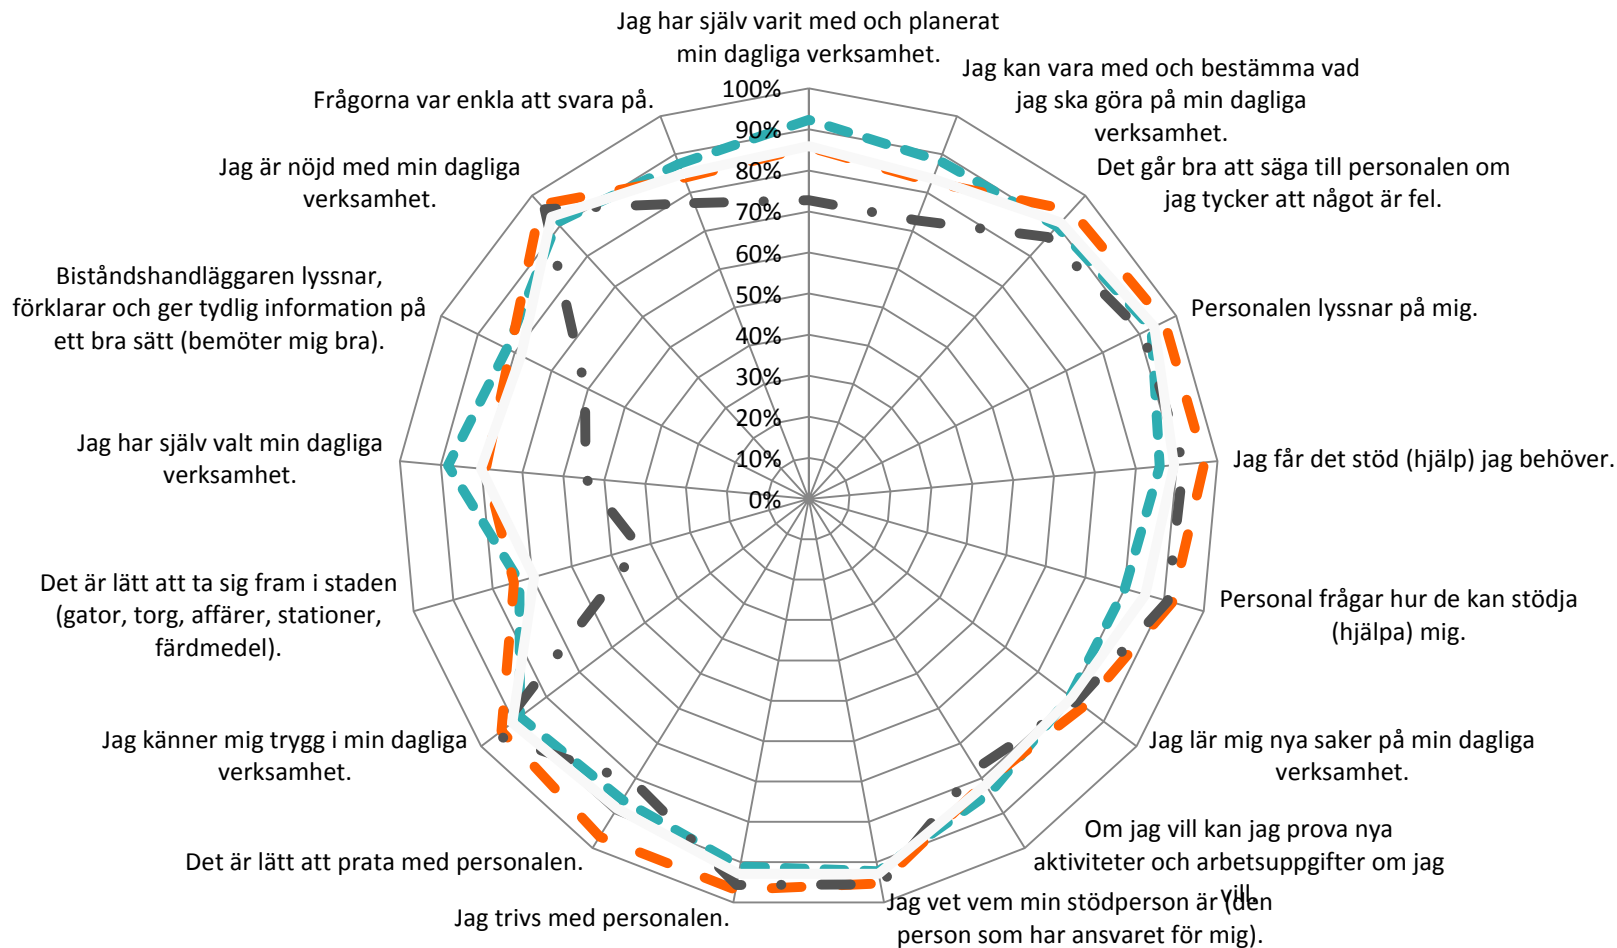 Jag har själv varit med och planerat
min dagliga verksamhet.
Jag kan vara med och bestämma vad
jag ska göra på min dagliga
verksamhet.
Det går bra att säga till personalen om
jag tycker att något är fel.
Personalen lyssnar på mig.
Jag får det stöd (hjälp) jag behöver.
Personal frågar hur de kan stödja
(hjälpa) mig.
Jag lär mig nya saker på min dagliga
verksamhet.
Om jag vill kan jag prova nya
aktiviteter och arbetsuppgifter om jag
vill.
Jag vet vem min stödperson är (den
person som har ansvaret för mig).
Jag trivs med personalen.
Det är lätt att prata med personalen.
Jag känner mig trygg i min dagliga
verksamhet.
Det är lätt att ta sig fram i staden
(gator, torg, affärer, stationer,
färdmedel).
Jag har själv valt min dagliga
verksamhet.
Biståndshandläggaren lyssnar,
förklarar och ger tydlig information på
ett bra sätt (bemöter mig bra).
Jag är nöjd med min dagliga
verksamhet.
Frågorna var enkla att svara på.
100%
90%
80%
70%
60%
50%
40%
30%
20%
10%
0%